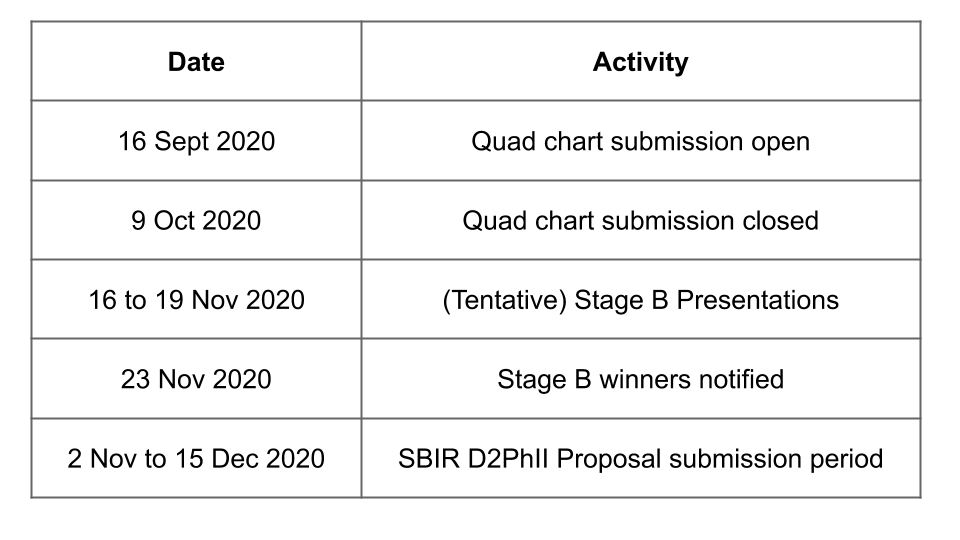 Date Activity
16 Sept 2020 Quad chart submission open
9 Oct 2020 Quad chart submission closed
16 to 19 Nov 2020 (Tentative) Stage B Presentations
23 Nov 2020 Stage B winners notified
2 Nov to 15 Dec 2020 SBIR D2PhII Proposal submission period